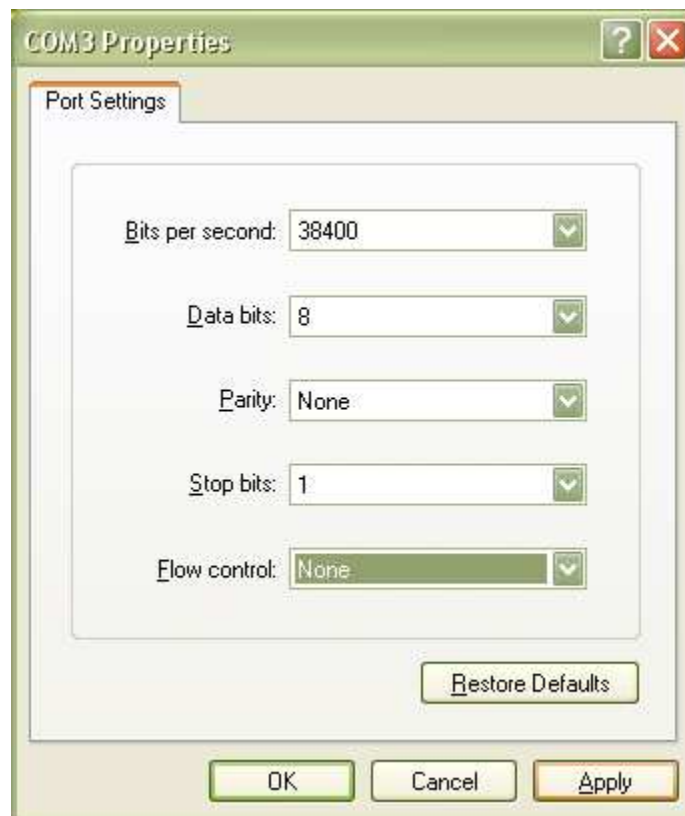 COM3 Properties
Port Settings
Bits per second: 38400
Data bits: 8
Parity: None
Stop bits: 1
Flow control: None
Restore Defaults
OK Cancel Apply